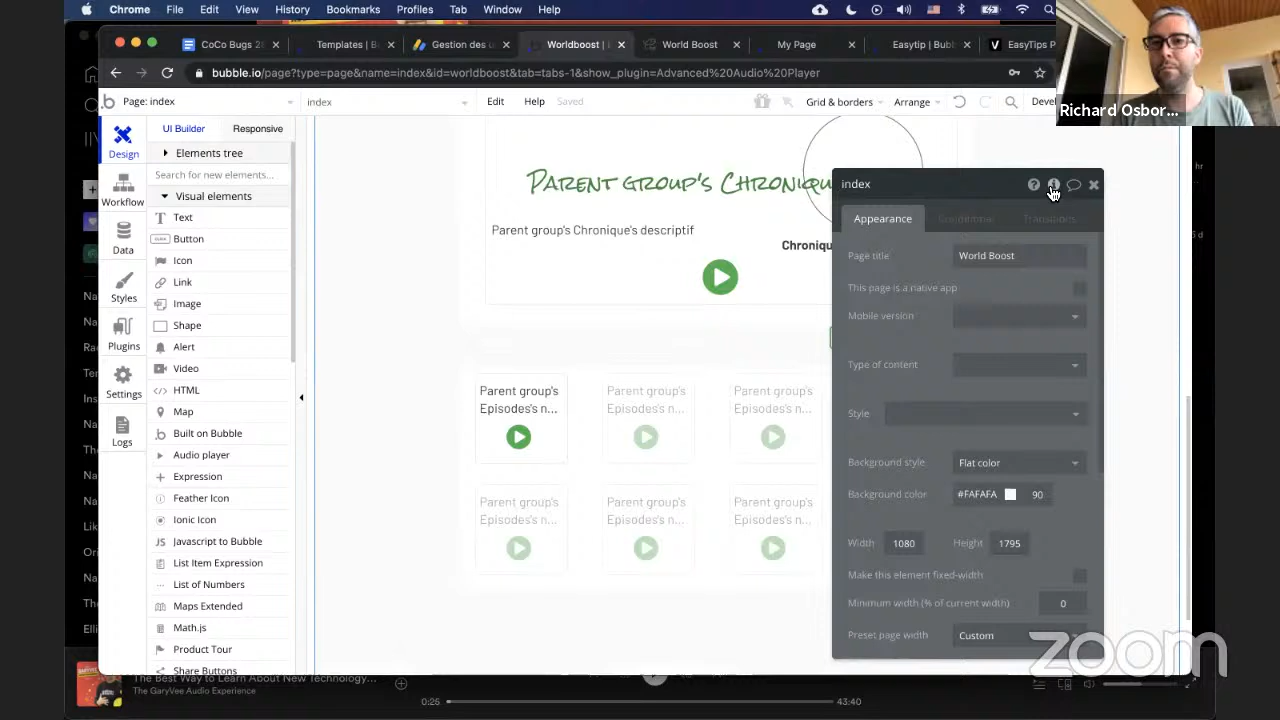 Chrome File Edit View History Bookmarks Profiles Tab Window Help
CoCo Bugs 28 Templates | B Gestion des u Worldboost | i World Boost My Page Easytip | Bubb EasyTips P
bubble.io/page?type=page&name=index&id=worldboost&tab=tabs-1&show_plugin=Advanced%20Audio%20Player
Richard Osbor...
Page: index index Edit Help Saved Grid & borders Arrange
UI Builder Responsive
Design
Elements tree
Search for new elements...
Workflow
Visual elements
Text
Data
Button
Icon
Styles
Link
Image
Plugins
Shape
Alert
Settings
Video
HTML
Logs
Map
Built on Bubble
Audio player
Expression
Feather Icon
Ionic Icon
Javascript to Bubble
List Item Expression
List of Numbers
Maps Extended
Math.js
Product Tour
Share Buttons
Parent group's Chroniqu
Parent group's Chronique's descriptif
Chroniqu
Parent group's Parent group's Parent group's
Episodes's n... Episodes's n... Episodes's n...
Parent group's Parent group's Parent group's
Episodes's n... Episodes's n... Episodes's n...
index
Appearance Conditional Transitions
Page title World Boost
This page is a native app
Mobile version
Type of content
Style
Background style Flat color
Background color #FAFAFA 90
Width 1080 Height 1795
Make this element fixed-width
Minimum width (% of current width) 0
Preset page width Custom
zoom
The Best Way to Learn About New Technology...
The GaryVee Audio Experience
0:25 43:40